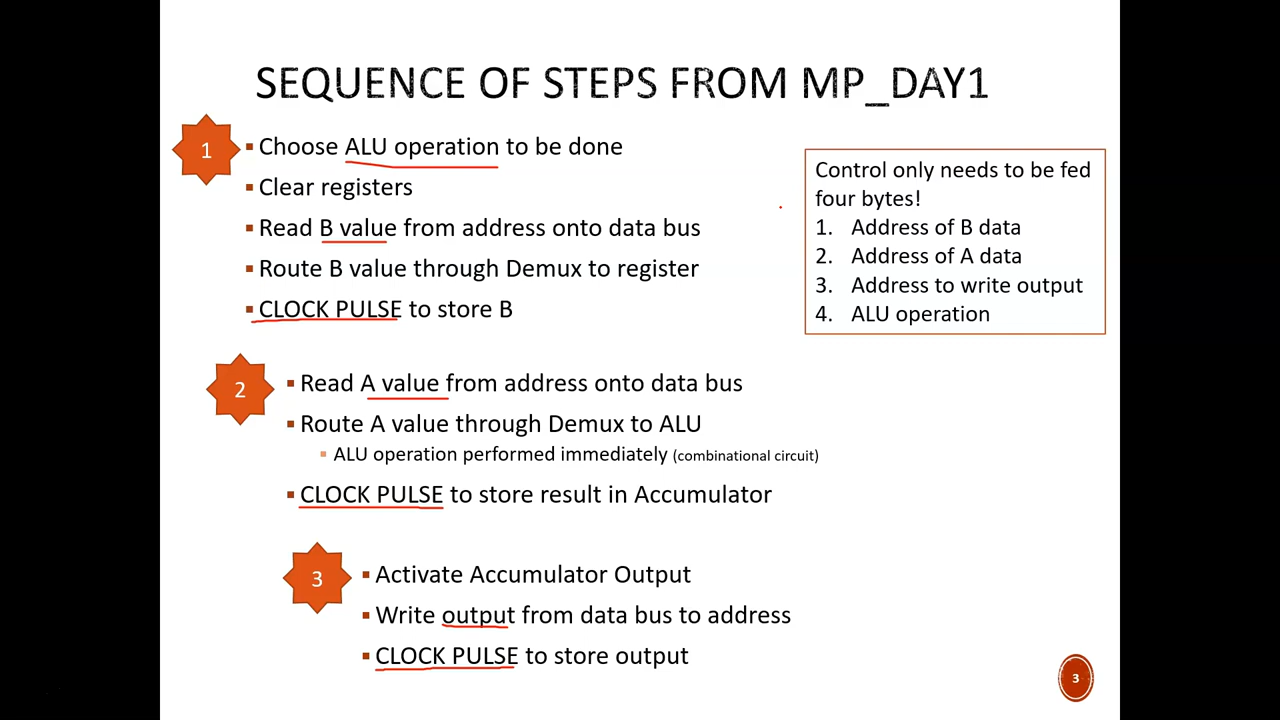 SEQUENCE OF STEPS FROM MP_DAY1
1
▪ Choose ALU operation to be done
▪ Clear registers
▪ Read B value from address onto data bus
▪ Route B value through Demux to register
▪ CLOCK PULSE to store B
Control only needs to be fed
four bytes!
1. Address of B data
2. Address of A data
3. Address to write output
4. ALU operation
2
▪ Read A value from address onto data bus
▪ Route A value through Demux to ALU
▪ ALU operation performed immediately (combinational circuit)
▪ CLOCK PULSE to store result in Accumulator
3
▪ Activate Accumulator Output
▪ Write output from data bus to address
▪ CLOCK PULSE to store output
3